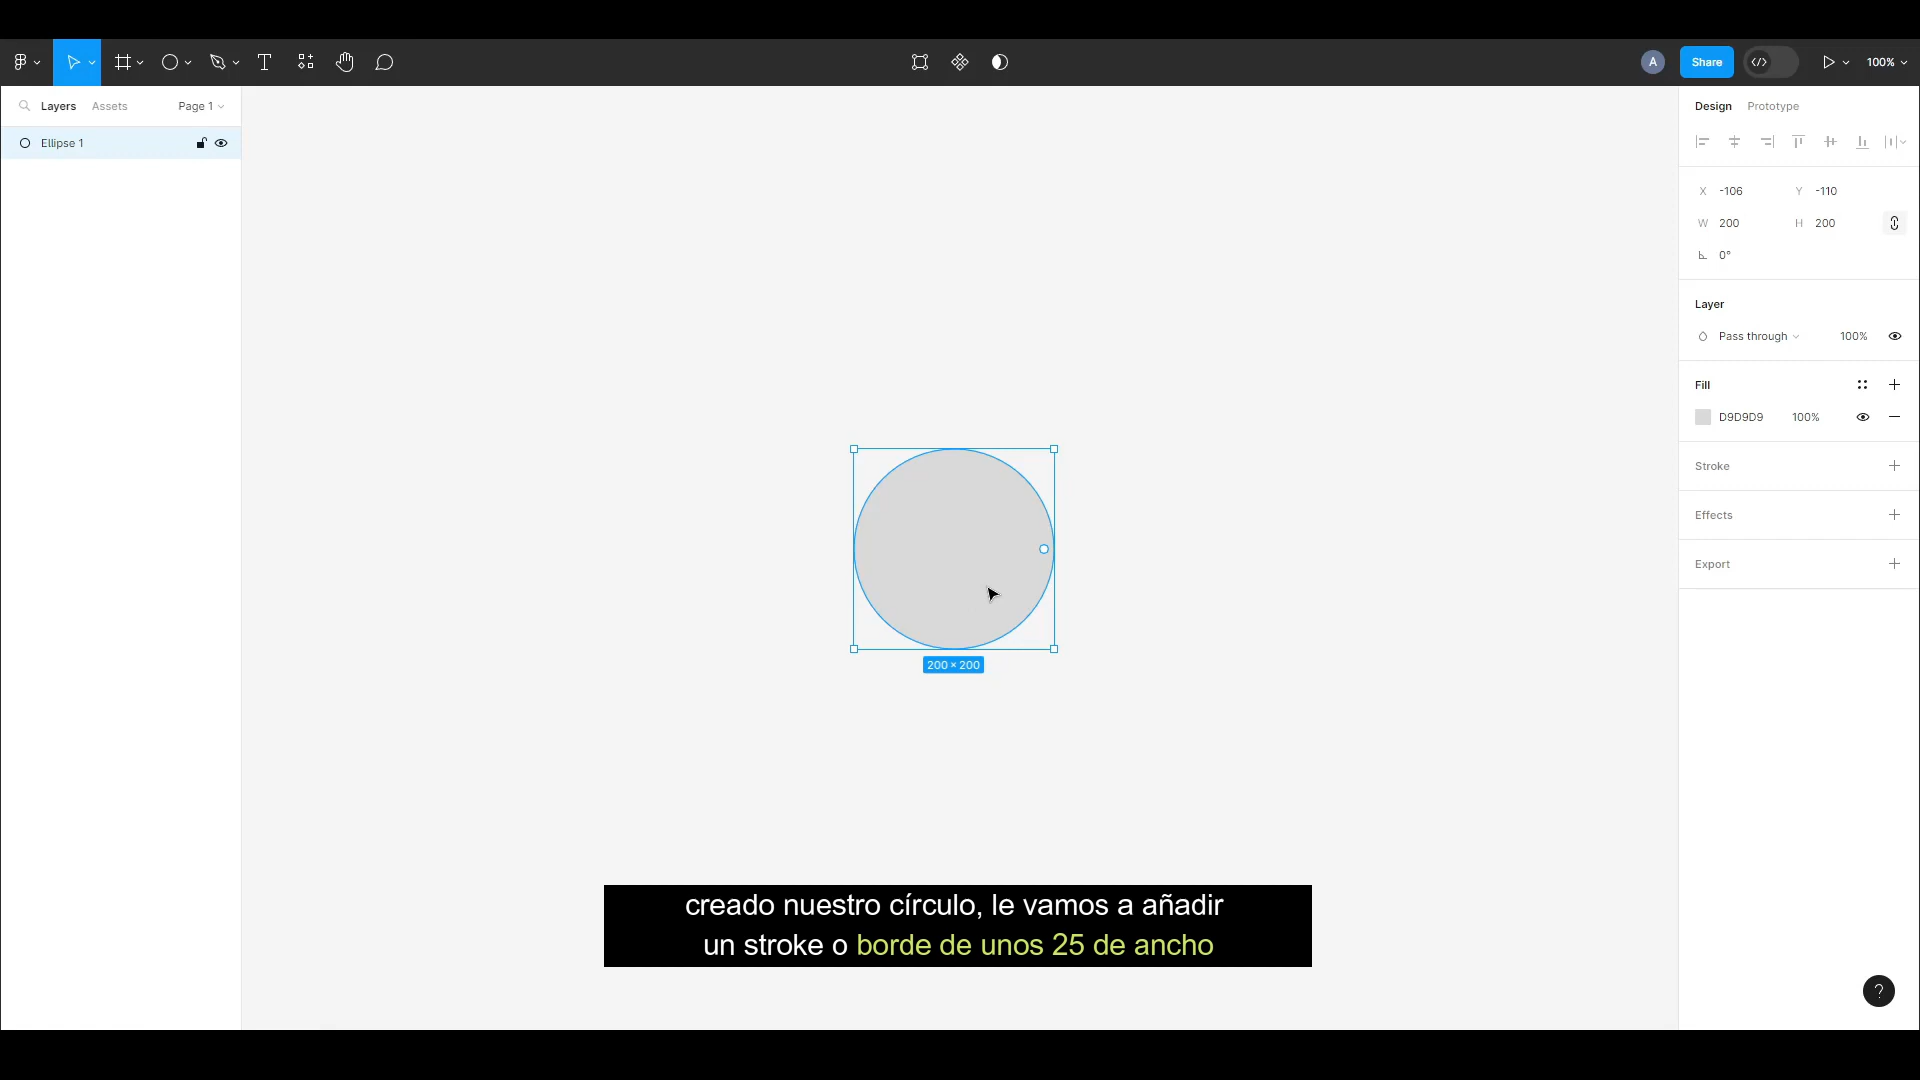 A
Share
100%
Layers
Assets
Page 1
Design
Prototype
Ellipse 1
X -106
Y -110
W 200
H 200
0°
Layer
Pass through
100%
Fill
D9D9D9
100%
Stroke
Effects
Export
200 × 200
creado nuestro círculo, le vamos a añadir
un stroke o borde de unos 25 de ancho
?